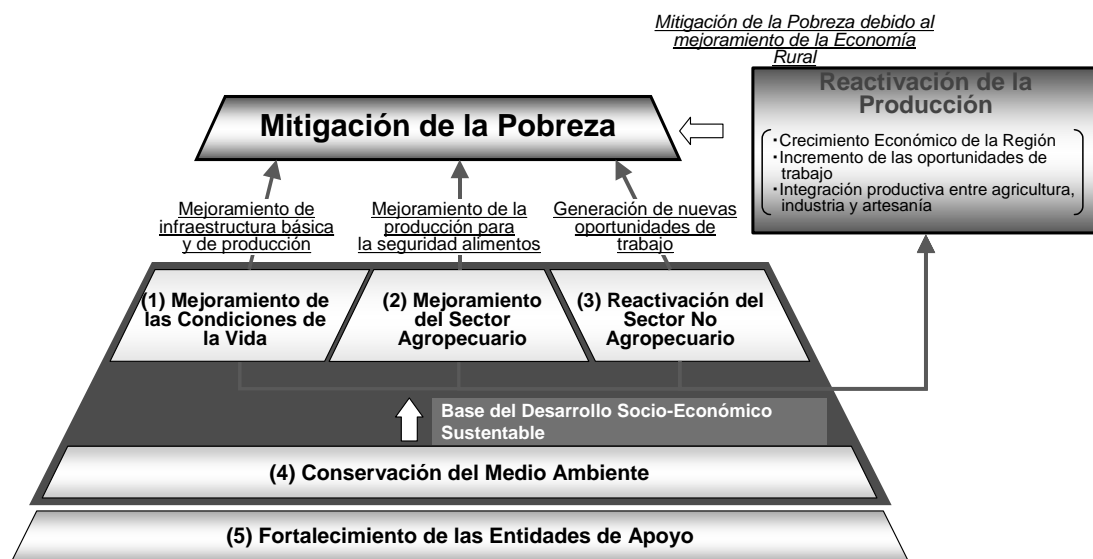 Mitigación de la Pobreza debido al
mejoramiento de la Economía
Rural
Reactivación de la
Producción
・Crecimiento Económico de la Región
・Incremento de las oportunidades de
trabajo
・Integración productiva entre agricultura,
industria y artesanía
Mitigación de la Pobreza
Mejoramiento de
infraestructura básica
y de producción
Mejoramiento de la
producción para
la seguridad alimentos
Generación de nuevas
oportunidades de
trabajo
(1) Mejoramiento de
las Condiciones de
la Vida
(2) Mejoramiento
del Sector
Agropecuario
(3) Reactivación del
Sector No
Agropecuario
Base del Desarrollo Socio-Económico
Sustentable
(4) Conservación del Medio Ambiente
(5) Fortalecimiento de las Entidades de Apoyo